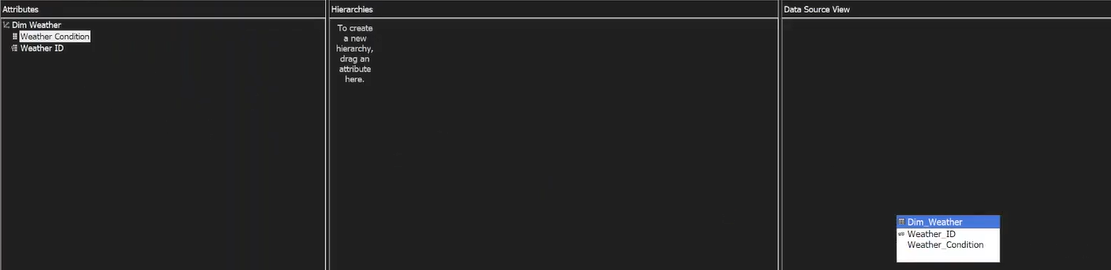 Attributes
Dim Weather
Weather Condition
Weather ID
Hierarchies
To create
a new
hierarchy,
drag an
attribute
here.
Data Source View
Dim_Weather
Weather_ID
Weather_Condition